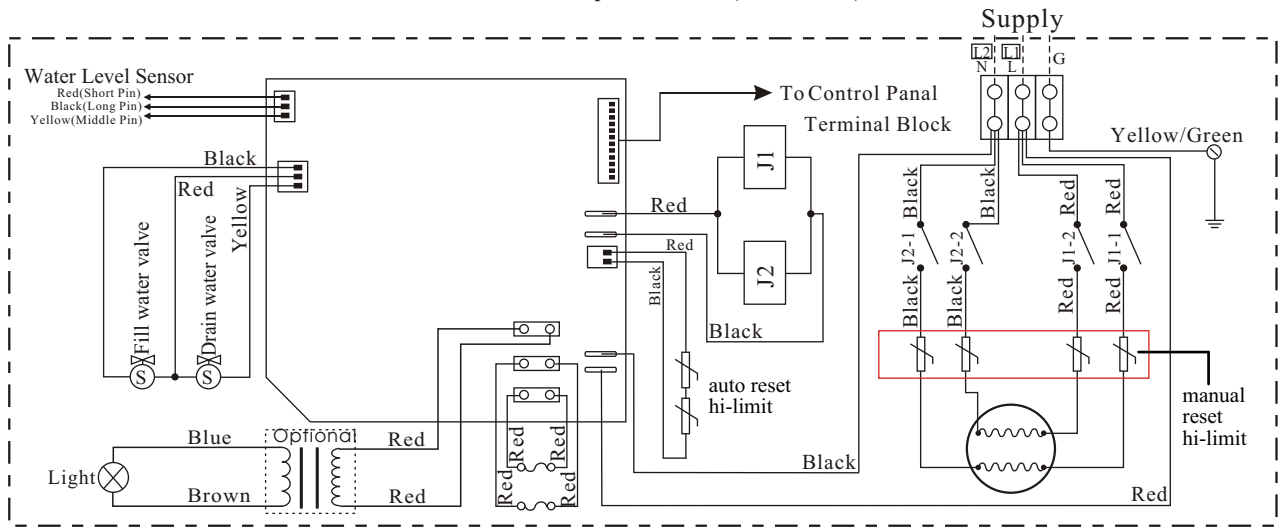 Supply
L2
N
L1
L
G
Water Level Sensor
Red(Short Pin)
Black(Long Pin)
Yellow(Middle Pin)
To Control Panal
Terminal Block
Yellow/Green
Black
Red
Yellow
Fill water valve
Drain water valve
S
S
J1
J2
Red
Black
Red
Black
Black
Black
Red
Red
J2-1
J2-2
J1-2
J1-1
Black
Black
Red
Red
auto reset
hi-limit
manual
reset
hi-limit
Light
Blue
Brown
Optional
Red
Red
Red
Red
Red
Red
Black
Red